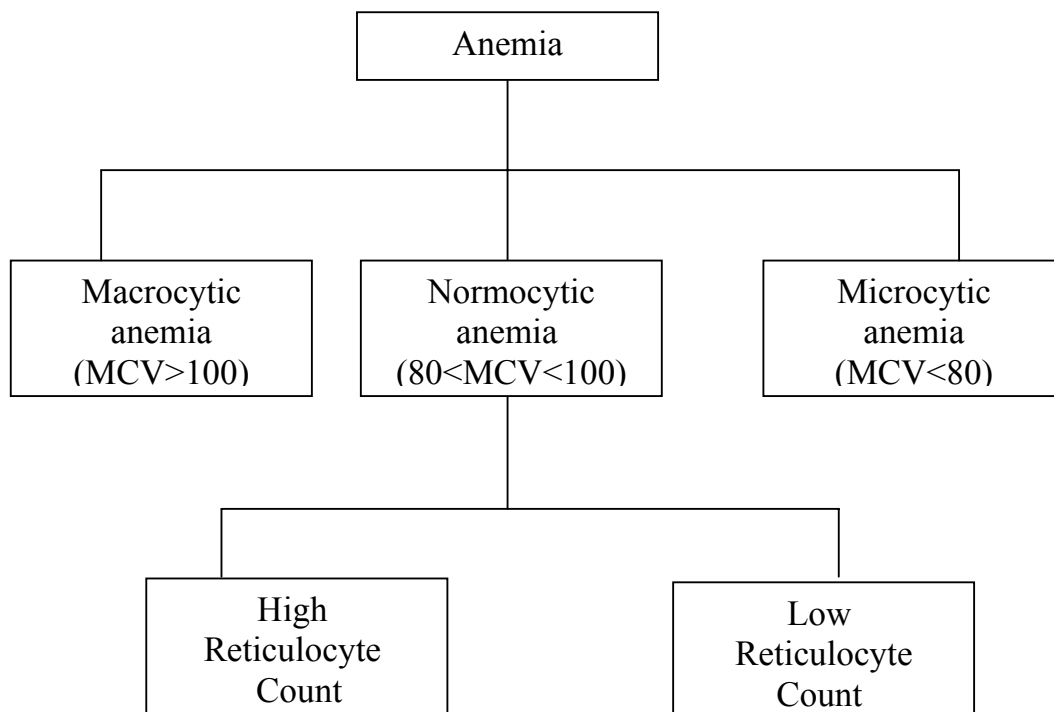 Anemia
Macrocytic
anemia
(MCV>100)
Normocytic
anemia
(80<MCV<100)
Microcytic
anemia
(MCV<80)
High
Reticulocyte
Count
Low
Reticulocyte
Count